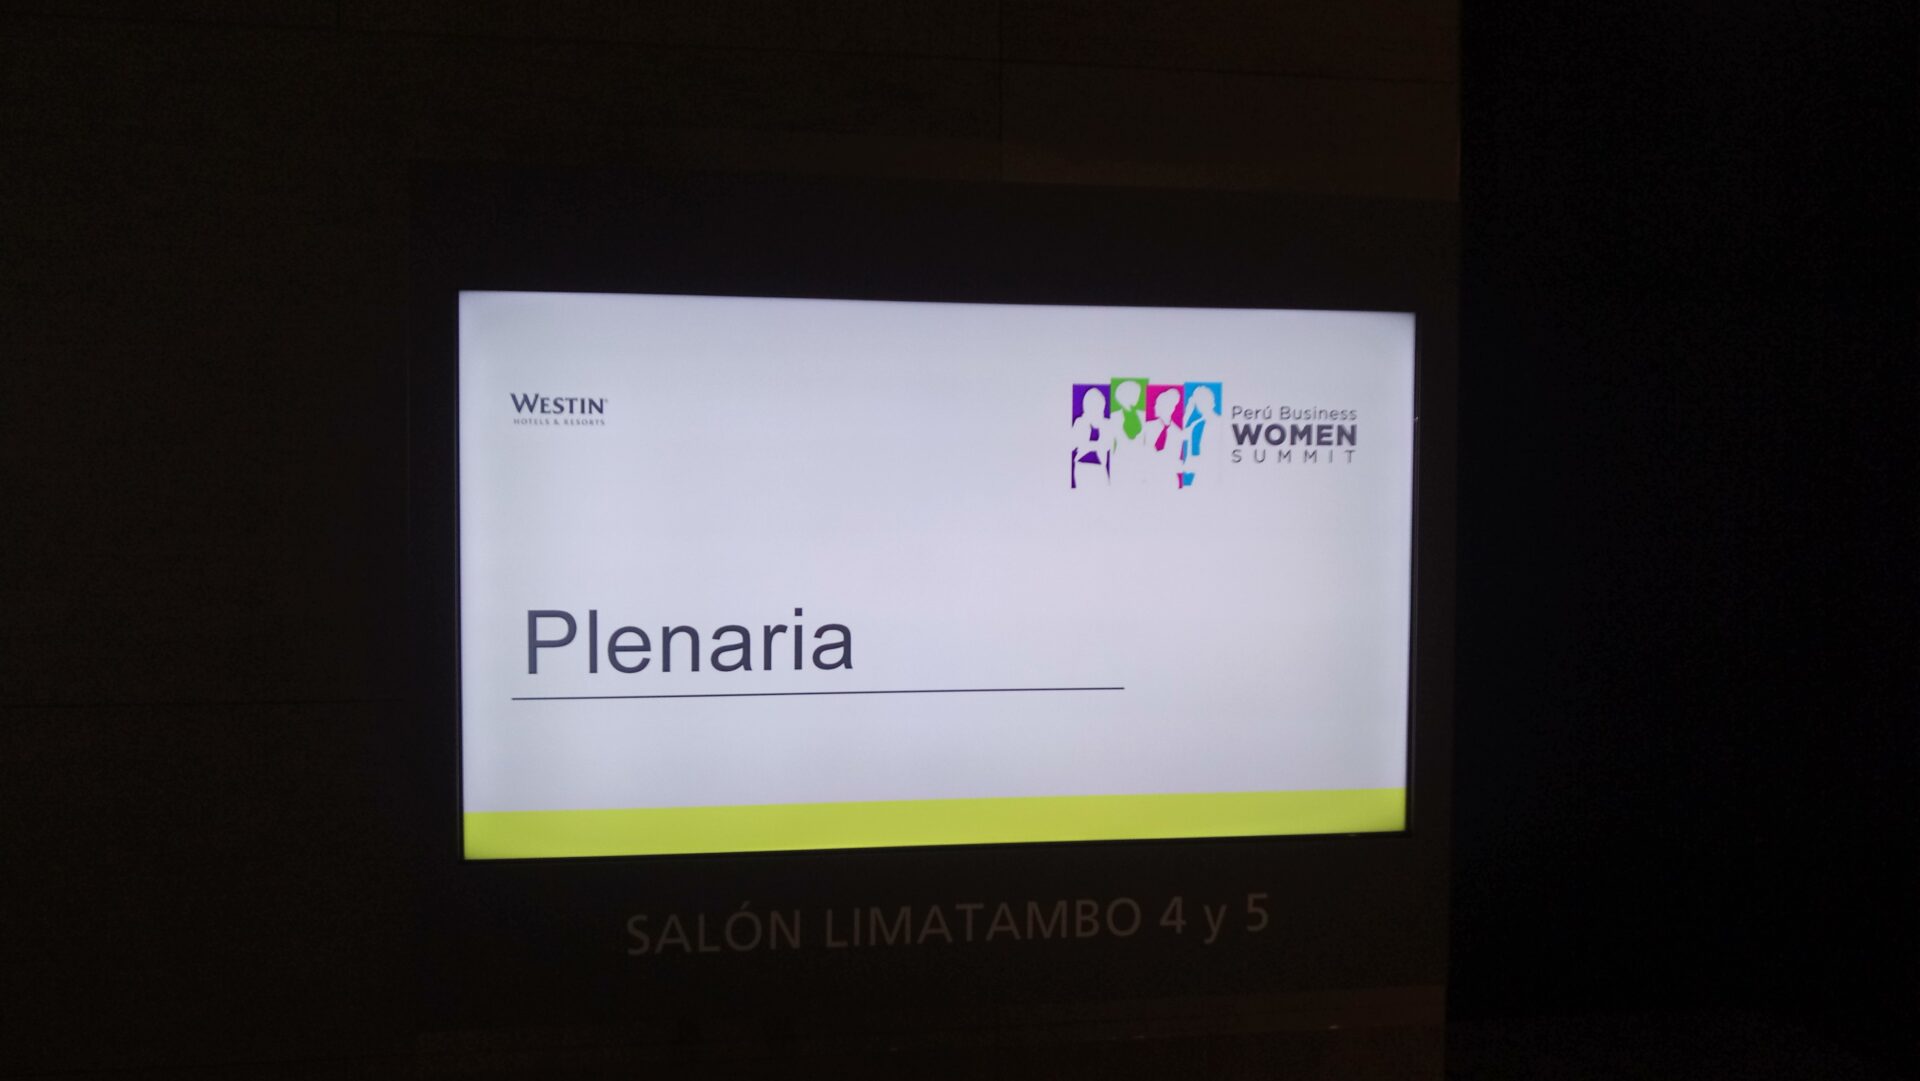 WESTIN
HOTELS & RESORTS
Perú Business
WOMEN
SUMMIT
Plenaria
SALÓN LIMATAMBO 4 y 5